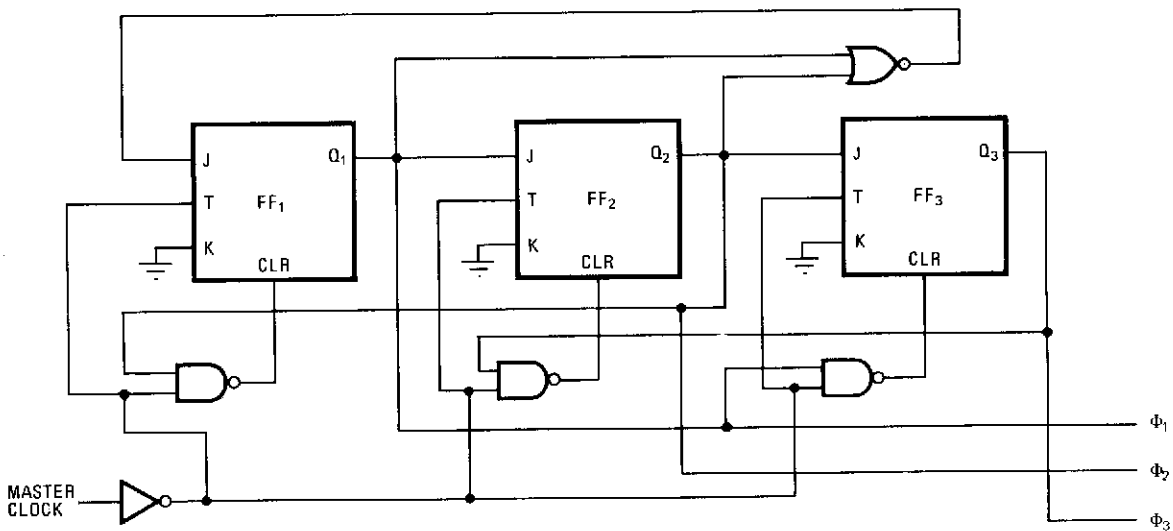 J
Q₁
T
FF₁
K
CLR
J
Q₂
T
FF₂
K
CLR
J
Q₃
T
FF₃
K
CLR
MASTER
CLOCK
Φ₁
Φ₂
Φ₃